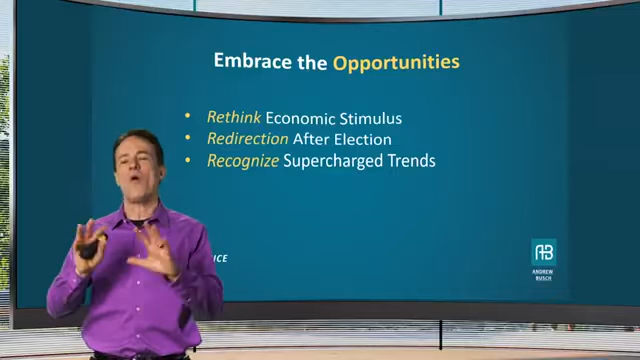 Embrace the Opportunities
• Rethink Economic Stimulus
• Redirection After Election
• Recognize Supercharged Trends
AB
ANDREW
BUSCH